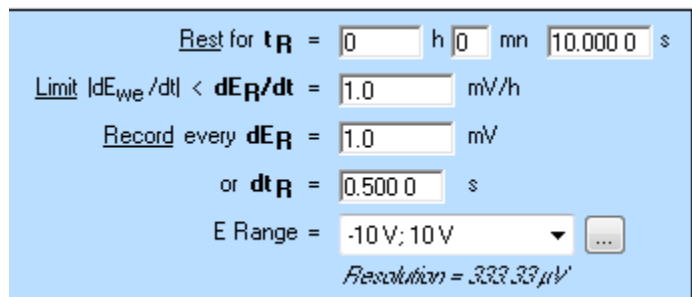 Rest for tR = 0 h 0 mn 10.000 0 s
Limit |dEwe/dt| < dER/dt = 1.0 mV/h
Record every dER = 1.0 mV
or dtR = 0.500 0 s
E Range = -10 V; 10 V ...
Resolution = 333.33 µV